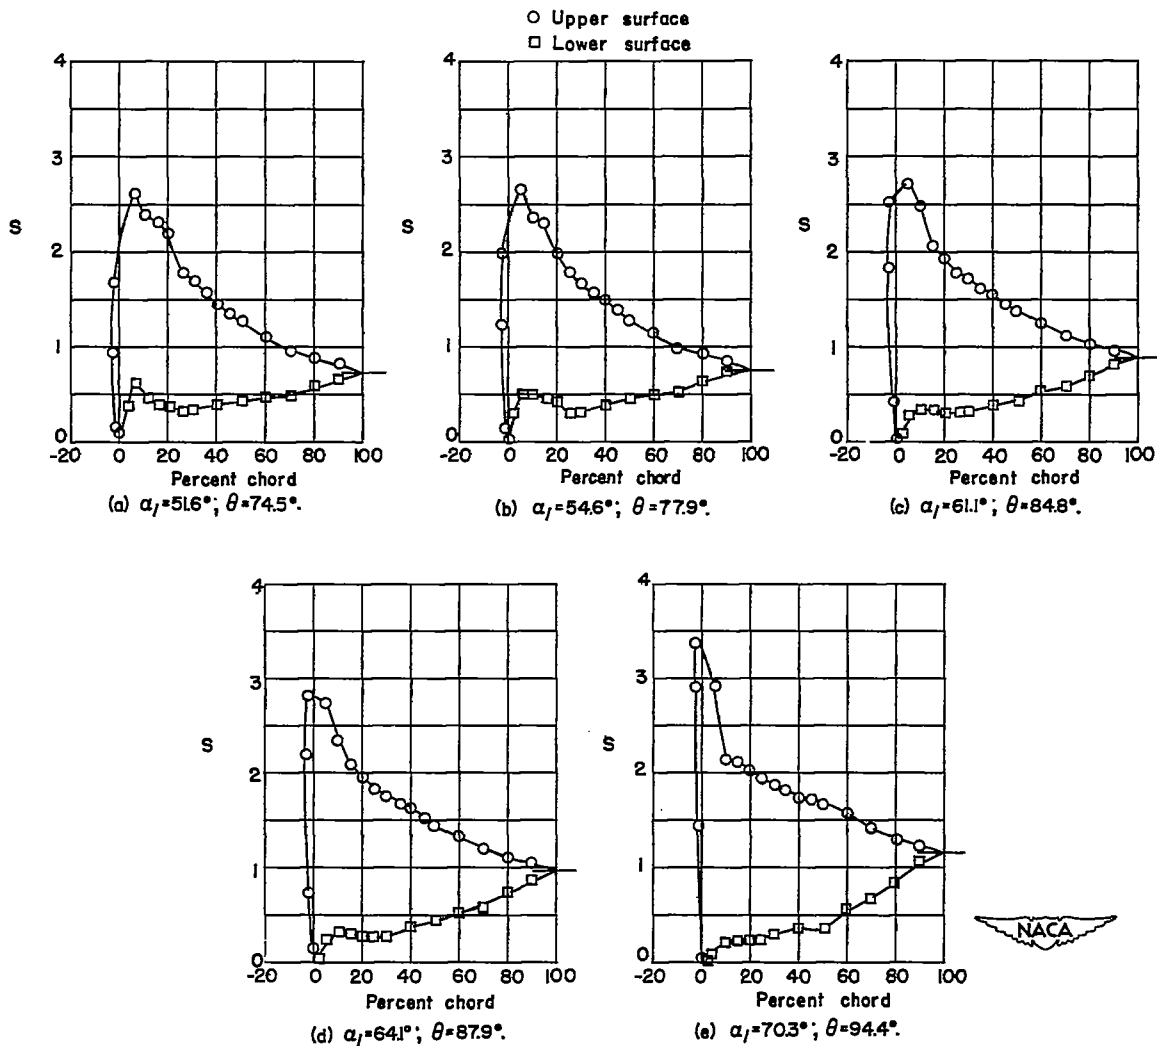 ○ Upper surface
□ Lower surface
4
3
S
2
1
0
-20 0 20 40 60 80 100
Percent chord
(a) α₁=51.6°; θ=74.5°.
4
3
S
2
1
0
-20 0 20 40 60 80 100
Percent chord
(b) α₁=54.6°; θ=77.9°.
4
3
S
2
1
0
-20 0 20 40 60 80 100
Percent chord
(c) α₁=61.1°; θ=84.8°.
4
3
S
2
1
0
-20 0 20 40 60 80 100
Percent chord
(d) α₁=64.1°; θ=87.9°.
4
3
S
2
1
0
-20 0 20 40 60 80 100
Percent chord
(e) α₁=70.3°; θ=94.4°.
NACA